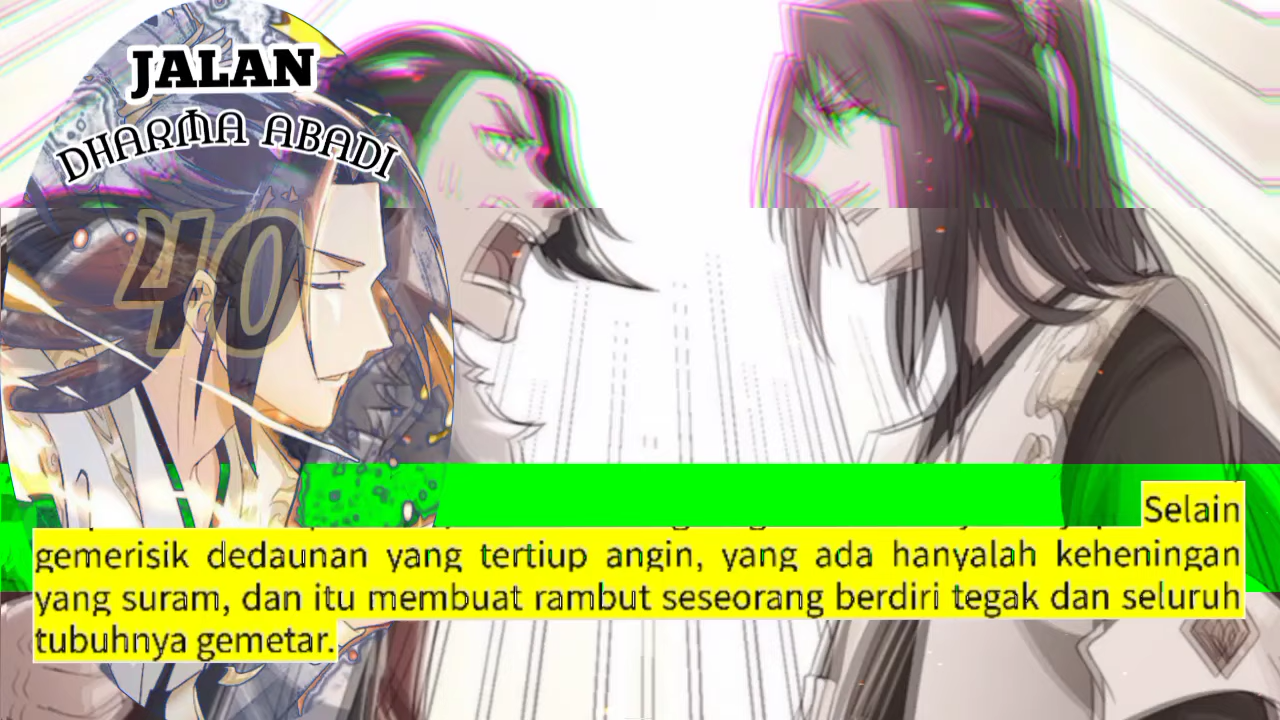 JALAN
DHARMA ABADI
40
Selain
gemerisik dedaunan yang tertiup angin, yang ada hanyalah keheningan
yang suram, dan itu membuat rambut seseorang berdiri tegak dan seluruh
tubuhnya gemetar.